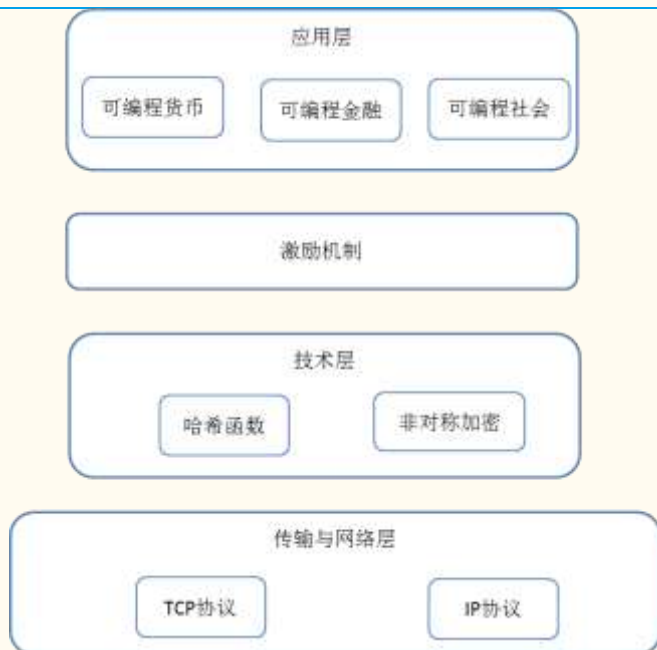 应用层
可编程货币 可编程金融 可编程社会
激励机制
技术层
哈希函数 非对称加密
传输与网络层
TCP协议 IP协议